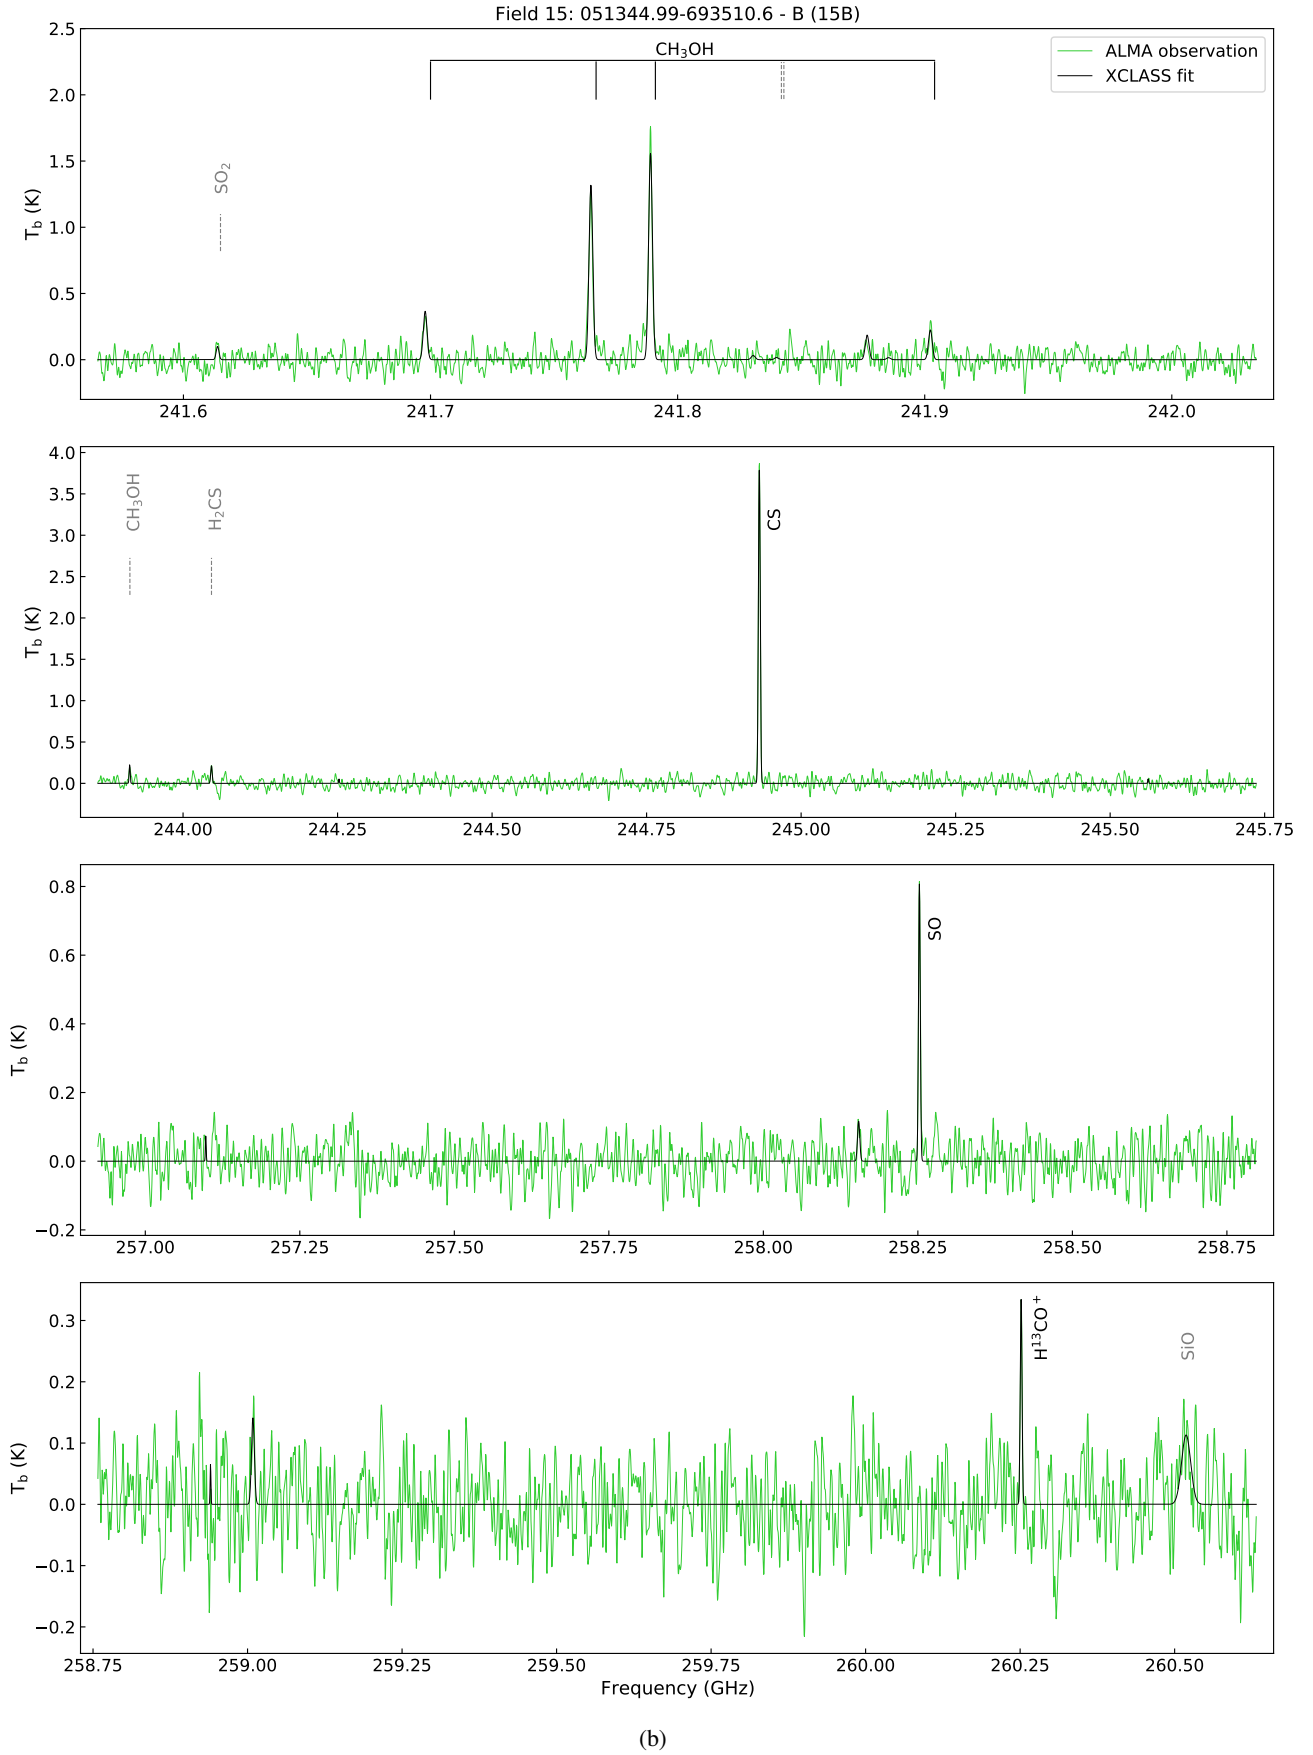 Field 15: 051344.99-693510.6 - B (15B)
2.5
2.0
1.5
1.0
0.5
0.0
T_b (K)
CH₃OH
SO₂
ALMA observation
XCLASS fit
241.6 241.7 241.8 241.9 242.0
4.0
3.5
3.0
2.5
2.0
1.5
1.0
0.5
0.0
T_b (K)
CH₃OH
H₂CS
CS
244.00 244.25 244.50 244.75 245.00 245.25 245.50 245.75
0.8
0.6
0.4
0.2
0.0
−0.2
T_b (K)
SO
257.00 257.25 257.50 257.75 258.00 258.25 258.50 258.75
0.3
0.2
0.1
0.0
−0.1
−0.2
T_b (K)
H¹³CO⁺
SiO
258.75 259.00 259.25 259.50 259.75 260.00 260.25 260.50
Frequency (GHz)
(b)